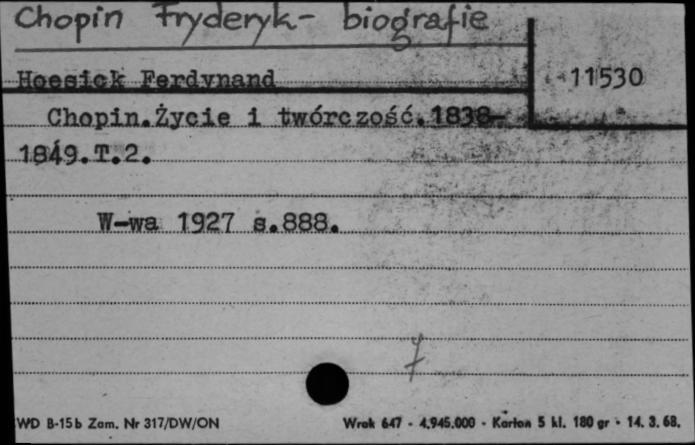 Chopin Fryderyk - biografie
Hoesick Ferdynand
11530
Chopin.Życie i twórczość.1838-
1849.T.2.
W-wa 1927 s.888.
WD B-15b Zam. Nr 317/DW/ON
Wrok 647 - 4.945.000 - Karton 5 kl. 180 gr - 14. 3. 68.